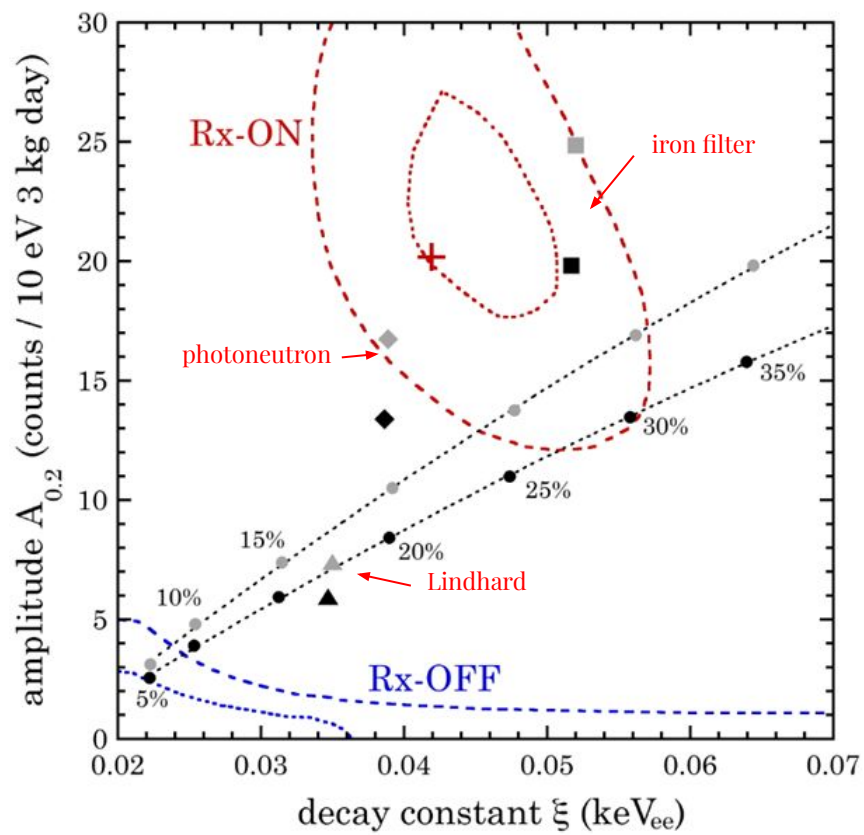 30
25
20
15
10
5
0
0.02
0.03
0.04
0.05
0.06
0.07
amplitude A0.2 (counts / 10 eV 3 kg day)
decay constant ξ (keVee)
Rx-ON
iron filter
photoneutron
35%
30%
25%
15%
20%
10%
Lindhard
Rx-OFF
5%